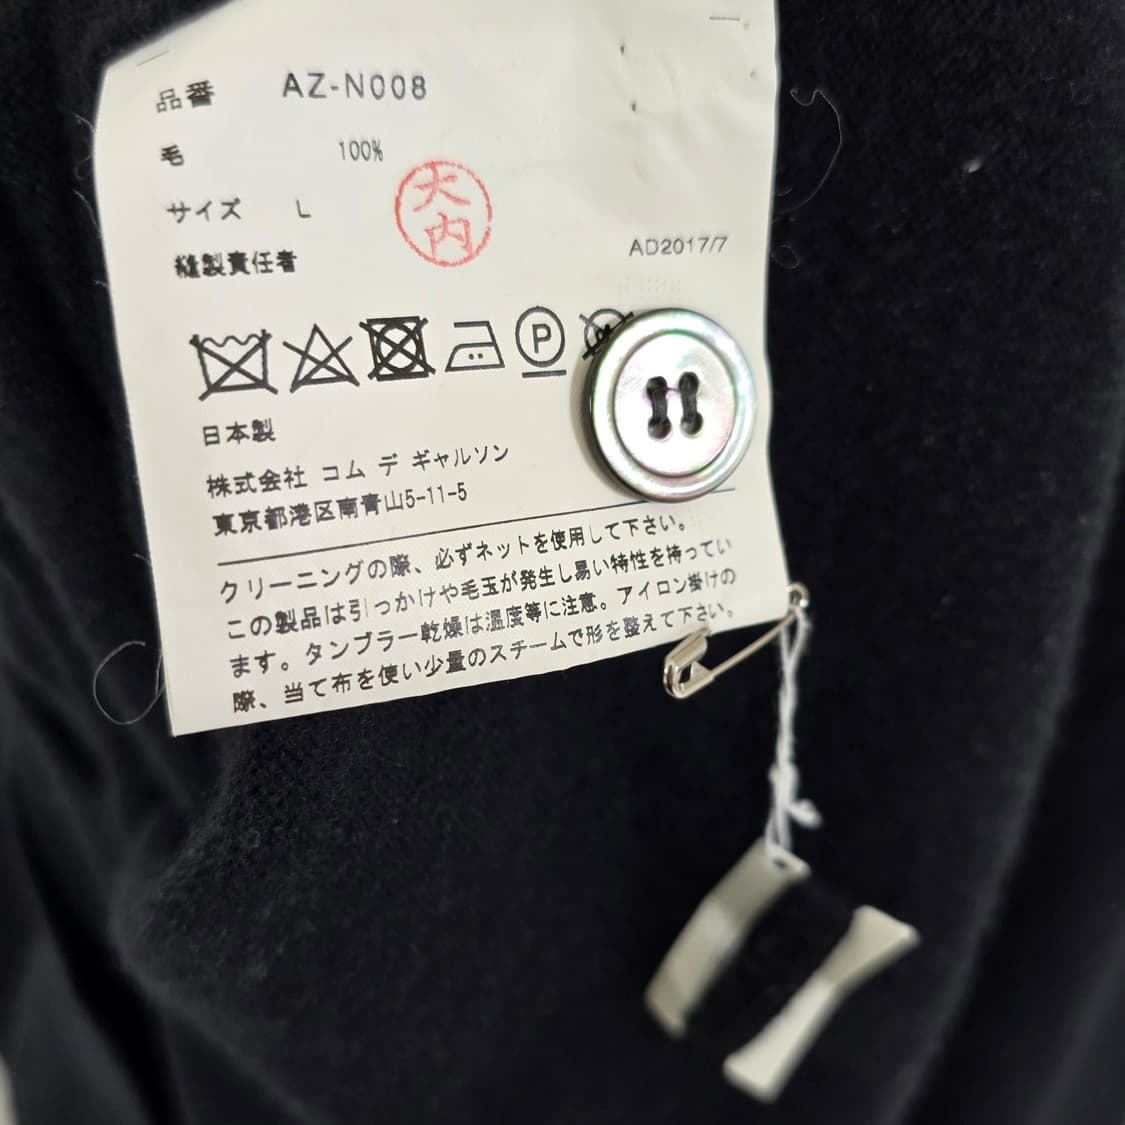 品番 AZ-N008
毛 100%
サイズ L
大内
縫製責任者
AD2017/7
P
日本製
株式会社 コム デ ギャルソン
東京都港区南青山5-11-5
クリーニングの際、必ずネットを使用して下さい。
この製品は引っかけや毛玉が発生し易い特性を持ってい
ます。タンブラー乾燥は温度等に注意。アイロン掛けの
際、当て布を使い少量のスチームで形を整えて下さい。